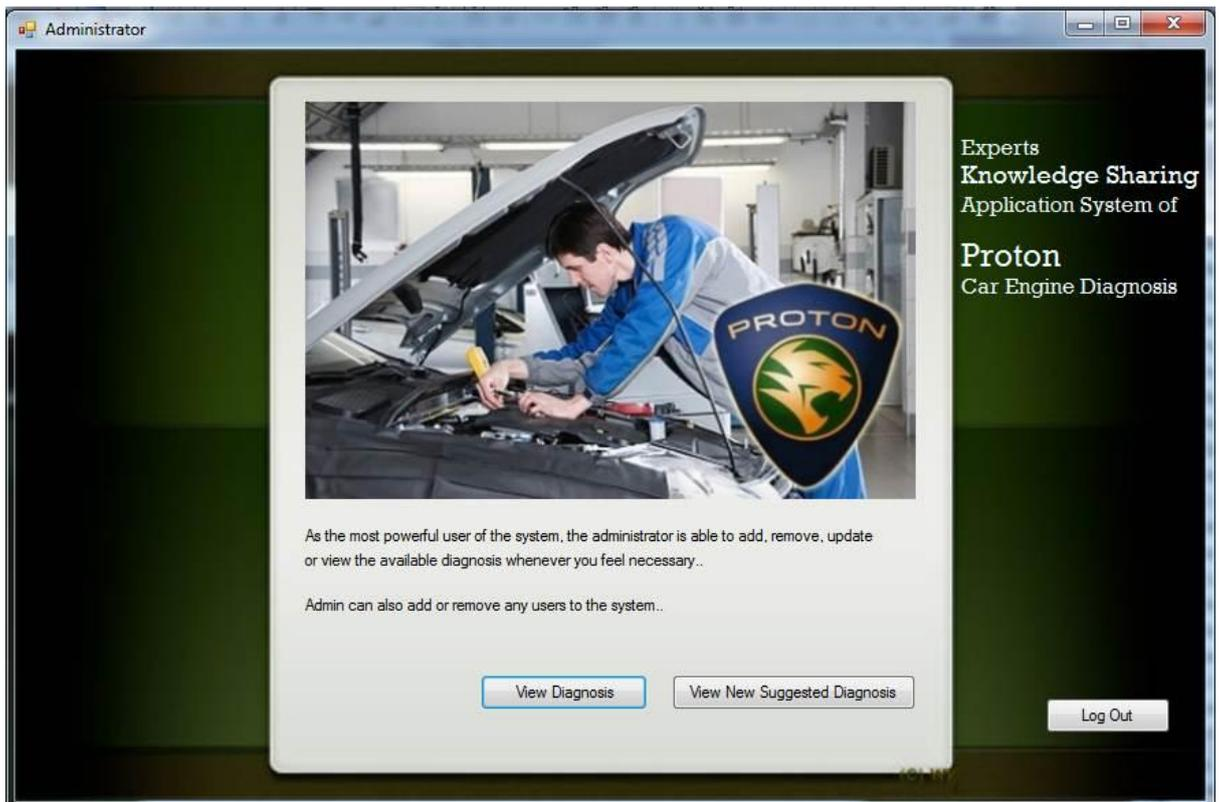 Administrator
Experts
Knowledge Sharing
Application System of
Proton
Car Engine Diagnosis
PROTON
As the most powerful user of the system, the administrator is able to add, remove, update
or view the available diagnosis whenever you feel necessary..
Admin can also add or remove any users to the system..
View Diagnosis
View New Suggested Diagnosis
Log Out